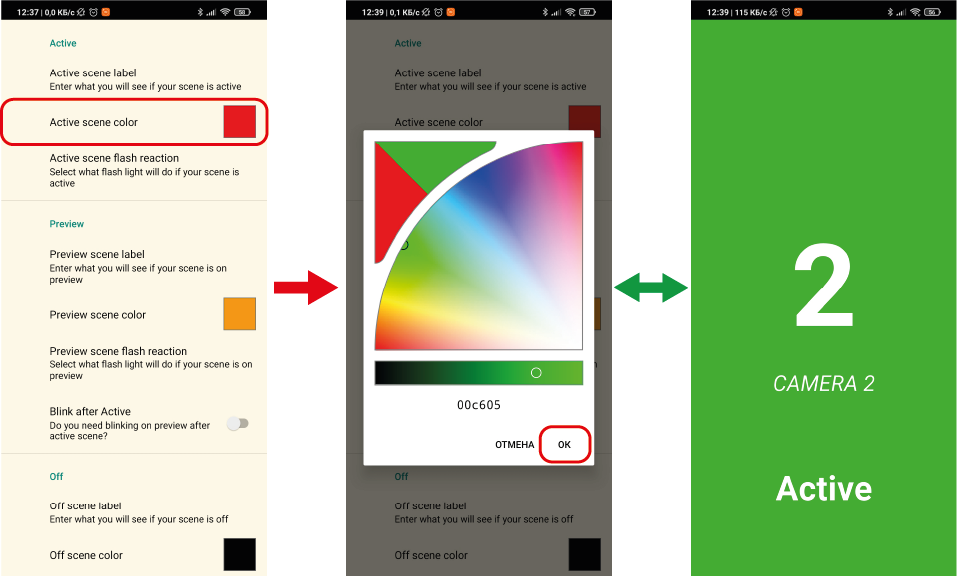 12:37 | 0,0 КБ/с
58
Active
Active scene label
Enter what you will see if your scene is active
Active scene color
Active scene flash reaction
Select what flash light will do if your scene is
active
Preview
Preview scene label
Enter what you will see if your scene is on
preview
Preview scene color
Preview scene flash reaction
Select what flash light will do if your scene is on
preview
Blink after Active
Do you need blinking on preview after
active scene?
Off
Off scene label
Enter what you will see if your scene is off
Off scene color
12:39 | 0,1 КБ/с
57
Active
Active scene label
Enter what you will see if your scene is active
Active scene color
00c605
ОТМЕНА
OK
n
Off
Off scene label
Enter what you will see if your scene is off
Off scene color
12:39 | 115 КБ/с
56
2
CAMERA 2
Active